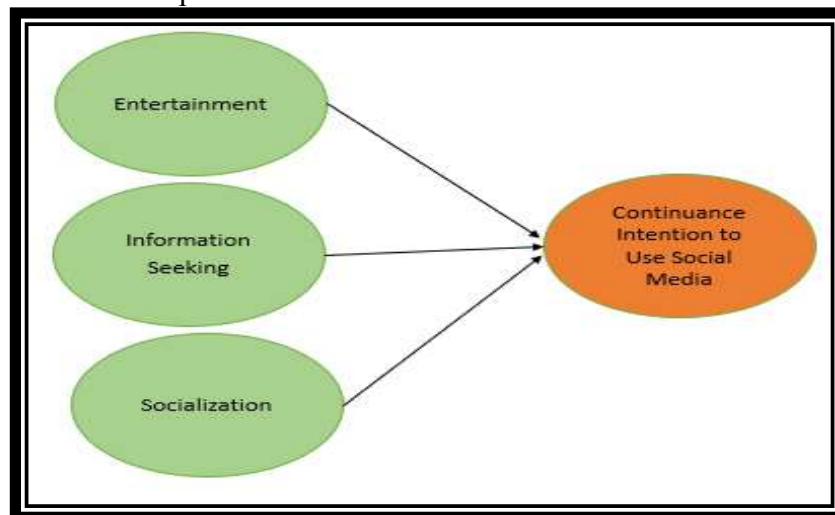 Entertainment
Information
Seeking
Socialization
Continuance
Intention to
Use Social
Media